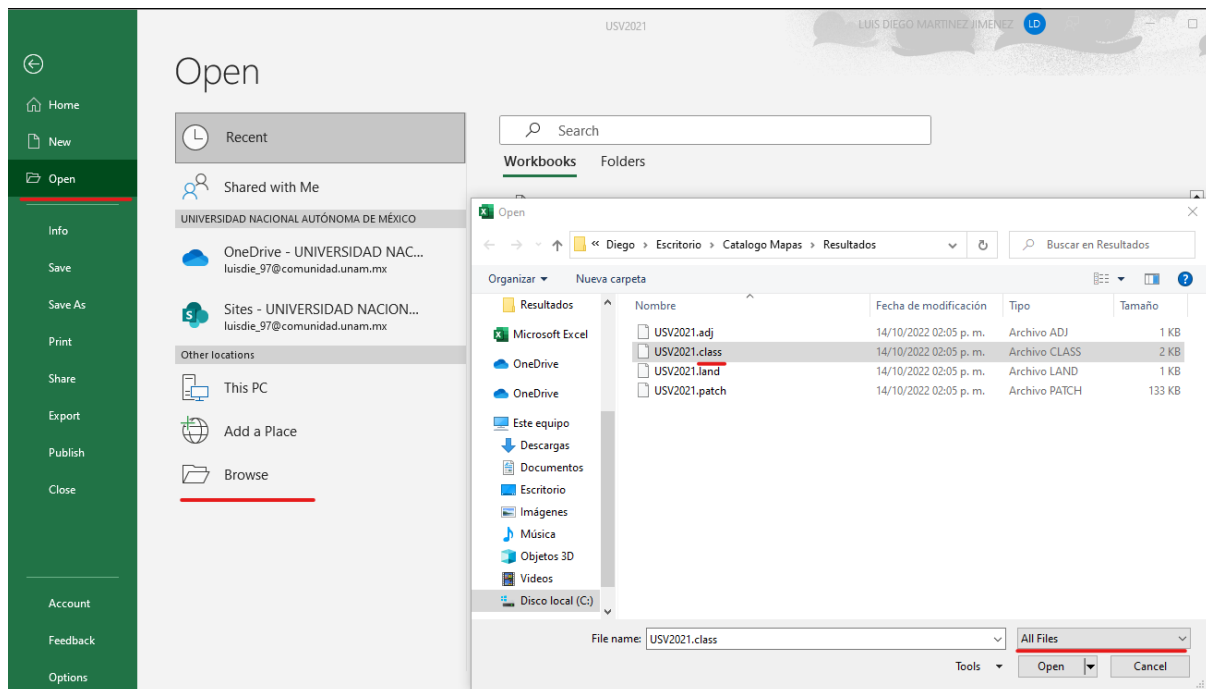 USV2021
LUIS DIEGO MARTINEZ JIMENEZ
LD
Open
Home
New
Open
Info
Save
Save As
Print
Share
Export
Publish
Close
Account
Feedback
Options
Recent
Shared with Me
UNIVERSIDAD NACIONAL AUTÓNOMA DE MÉXICO
OneDrive - UNIVERSIDAD NAC...
luisdie_97@comunidad.unam.mx
Sites - UNIVERSIDAD NACION...
luisdie_97@comunidad.unam.mx
Other locations
This PC
Add a Place
Browse
Search
Workbooks Folders
Open
« Diego › Escritorio › Catalogo Mapas › Resultados
Buscar en Resultados
Organizar Nueva carpeta
Resultados
Microsoft Excel
OneDrive
OneDrive
Este equipo
Descargas
Documentos
Escritorio
Imágenes
Música
Objetos 3D
Videos
Disco local (C:)
Nombre Fecha de modificación Tipo Tamaño
USV2021.adj 14/10/2022 02:05 p. m. Archivo ADJ 1 KB
USV2021.class 14/10/2022 02:05 p. m. Archivo CLASS 2 KB
USV2021.land 14/10/2022 02:05 p. m. Archivo LAND 1 KB
USV2021.patch 14/10/2022 02:05 p. m. Archivo PATCH 133 KB
File name: USV2021.class All Files
Tools Open Cancel